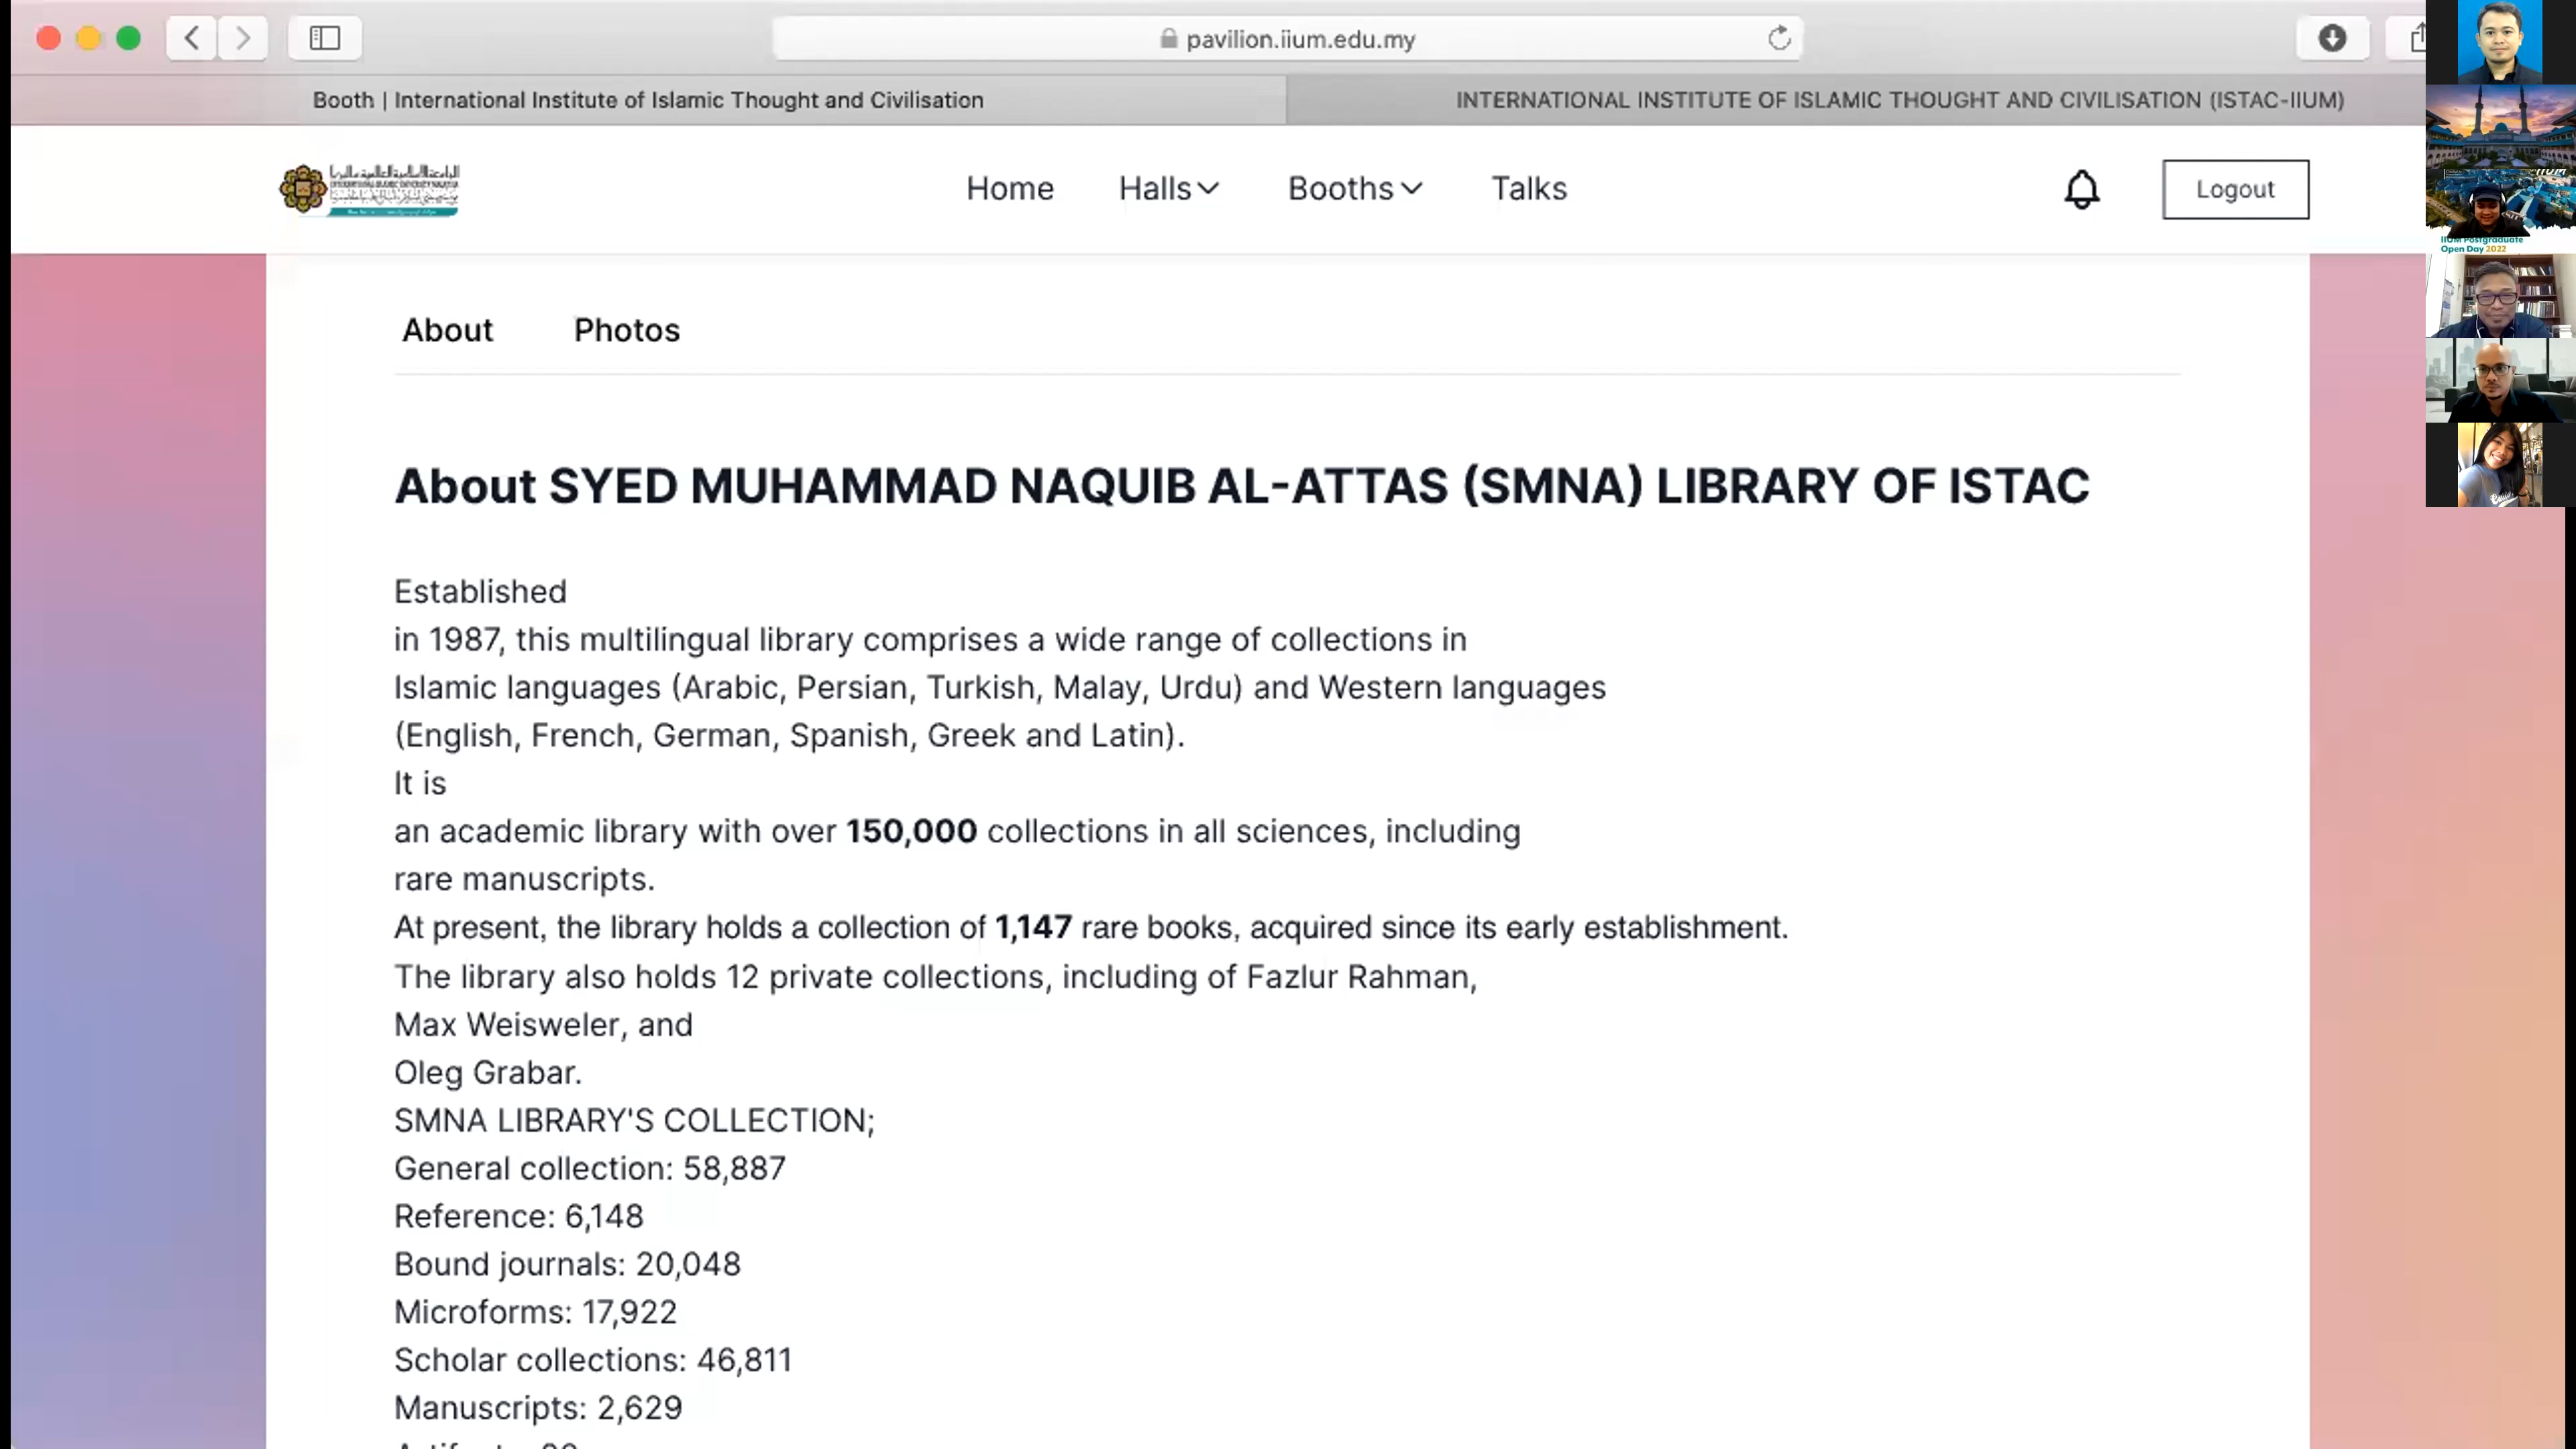 pavilion.iium.edu.my
Booth | International Institute of Islamic Thought and Civilisation
INTERNATIONAL INSTITUTE OF ISLAMIC THOUGHT AND CIVILISATION (ISTAC-IIUM)
Home
Halls
Booths
Talks
Logout
IIUM Postgraduate
Open Day 2022
About
Photos
About SYED MUHAMMAD NAQUIB AL-ATTAS (SMNA) LIBRARY OF ISTAC
Established
in 1987, this multilingual library comprises a wide range of collections in
Islamic languages (Arabic, Persian, Turkish, Malay, Urdu) and Western languages
(English, French, German, Spanish, Greek and Latin).
It is
an academic library with over 150,000 collections in all sciences, including
rare manuscripts.
At present, the library holds a collection of 1,147 rare books, acquired since its early establishment.
The library also holds 12 private collections, including of Fazlur Rahman,
Max Weisweler, and
Oleg Grabar.
SMNA LIBRARY'S COLLECTION;
General collection: 58,887
Reference: 6,148
Bound journals: 20,048
Microforms: 17,922
Scholar collections: 46,811
Manuscripts: 2,629